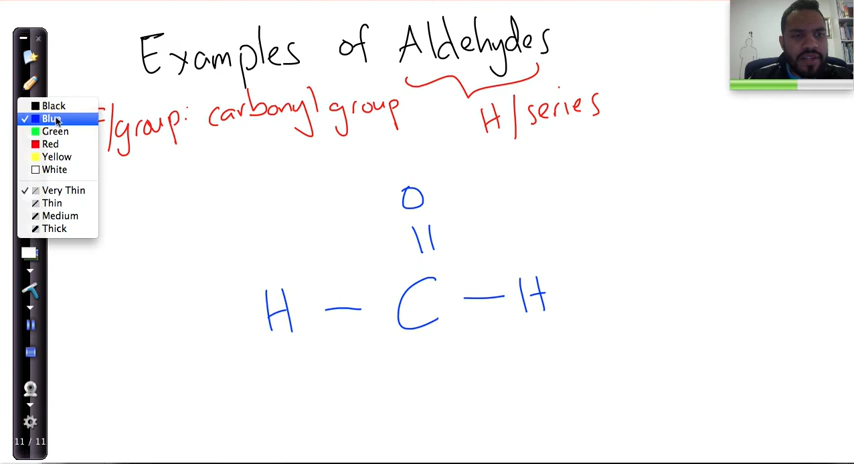 Examples of Aldehydes
F/group: carbonyl group
H/series
Black
Blue
Green
Red
Yellow
White
Very Thin
Thin
Medium
Thick
O
H — C — H
11 / 11